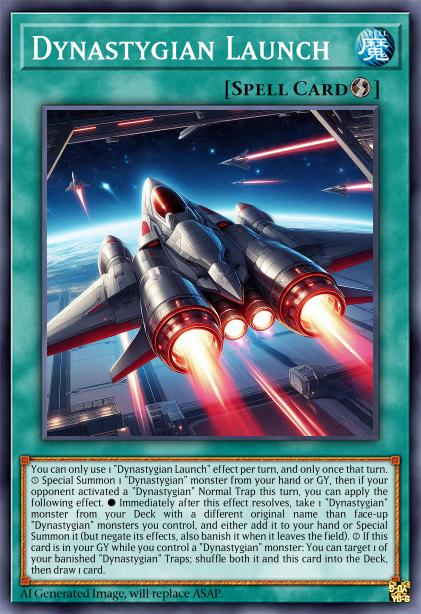 Dynastygian Launch
SPELL
魔
[Spell Card]
You can only use 1 "Dynastygian Launch" effect per turn, and only once that turn.
① Special Summon 1 "Dynastygian" monster from your hand or GY, then if your
opponent activated a "Dynastygian" Normal Trap this turn, you can apply the
following effect. ● Immediately after this effect resolves, take 1 "Dynastygian"
monster from your Deck with a different original name than face-up
"Dynastygian" monsters you control, and either add it to your hand or Special
Summon it (but negate its effects, also banish it when it leaves the field). ② If this
card is in your GY while you control a "Dynastygian" monster: You can target 1 of
your banished "Dynastygian" Traps; shuffle both it and this card into the Deck,
then draw 1 card.
AI Generated Image, will replace ASAP.